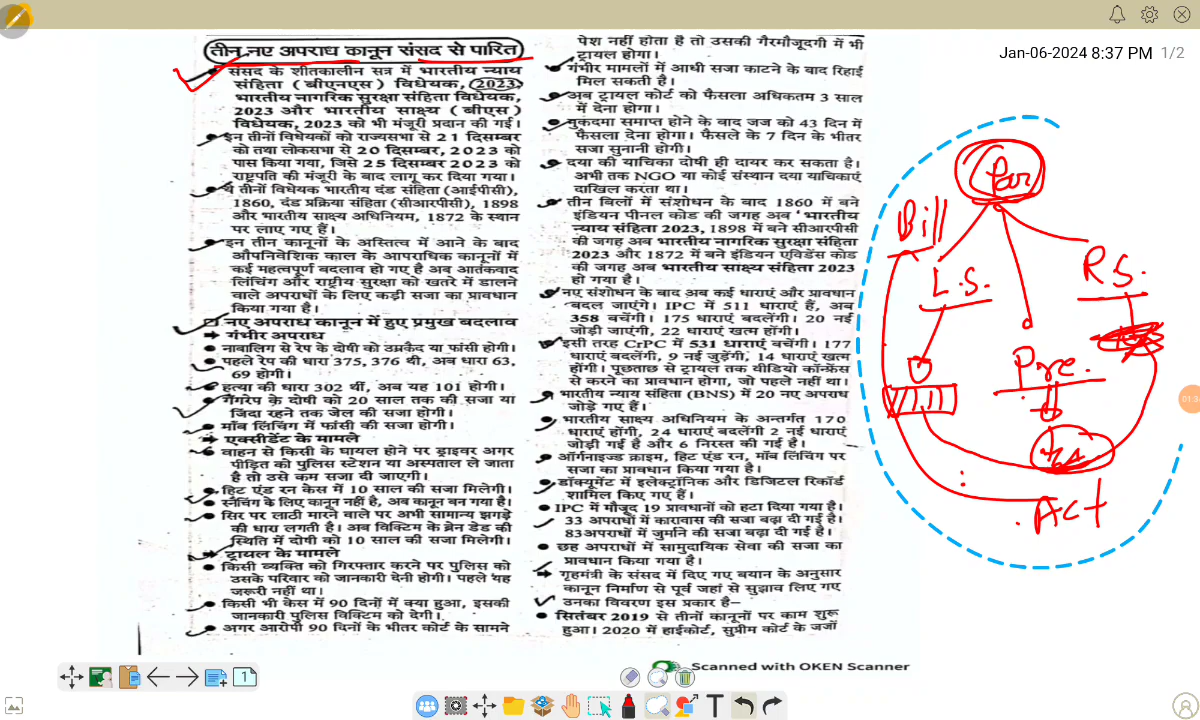 Jan-06-2024 8:37 PM 1/2
तीन नए अपराध कानून संसद से पारित
● संसद के शीतकालीन सत्र में भारतीय न्याय
संहिता (बीएनएस) विधेयक, 2023,
भारतीय नागरिक सुरक्षा संहिता विधेयक,
2023 और भारतीय साक्ष्य (बीएस)
विधेयक, 2023 को भी मंजूरी प्रदान की गई।
● इन तीनों विधेयकों को राज्यसभा से 21 दिसम्बर
को तथा लोकसभा से 20 दिसम्बर, 2023 को
पास किया गया, जिसे 25 दिसम्बर 2023 को
राष्ट्रपति की मंजूरी के बाद लागू कर दिया गया।
● ये तीनों विधेयक भारतीय दंड संहिता (आईपीसी),
1860, दंड प्रक्रिया संहिता (सीआरपीसी), 1898
और भारतीय साक्ष्य अधिनियम, 1872 के स्थान
पर लाए गए हैं।
● इन तीन कानूनों के अस्तित्व में आने के बाद
औपनिवेशिक काल के आपराधिक कानूनों में
कई महत्वपूर्ण बदलाव हो गए है अब आतंकवाद
लिंचिंग और राष्ट्रीय सुरक्षा को खतरे में डालने
वाले अपराधों के लिए कड़ी सजा का प्रावधान
किया गया है।
नए अपराध कानून में हुए प्रमुख बदलाव
➔ गंभीर अपराध
● नाबालिग से रेप के दोषी को उम्रकैद या फांसी होगी।
● पहले रेप की धारा 375, 376 थी, अब धारा 63,
69 होगी।
● हत्या की धारा 302 थीं, अब यह 101 होगी।
● गैंगरेप के दोषी को 20 साल तक की सजा या
जिंदा रहने तक जेल की सजा होगी।
● मॉब लिंचिंग में फांसी की सजा होगी।
➔ एक्सीडेंट के मामले
● वाहन से किसी के घायल होने पर ड्राइवर अगर
पीड़ित को पुलिस स्टेशन या अस्पताल ले जाता
है तो उसे कम सजा दी जाएगी।
● हिट एंड रन केस में 10 साल की सजा मिलेगी।
● स्नैचिंग के लिए कानून नहीं है, अब कानून बन गया है।
● सिर पर लाठी मारने वाले पर अभी सामान्य झगड़े
की धारा लगती है। अब विक्टिम के ब्रेन डेड की
स्थिति में दोषी को 10 साल की सजा मिलेगी।
➔ ट्रायल के मामले
● किसी व्यक्ति को गिरफ्तार करने पर पुलिस को
उसके परिवार को जानकारी देनी होगी। पहले यह
जरूरी नहीं था।
● किसी भी केस में 90 दिनों में क्या हुआ, इसकी
जानकारी पुलिस विक्टिम को देगी।
● अगर आरोपी 90 दिनों के भीतर कोर्ट के सामने
पेश नहीं होता है तो उसकी गैरमौजूदगी में भी
ट्रायल होगा।
● गंभीर मामलों में आधी सजा काटने के बाद रिहाई
मिल सकती है।
● अब ट्रायल कोर्ट को फैसला अधिकतम 3 साल
में देना होगा।
● मुकदमा समाप्त होने के बाद जज को 43 दिन में
फैसला देना होगा। फैसले के 7 दिन के भीतर
सजा सुनानी होगी।
● दया की याचिका दोषी ही दायर कर सकता है।
अभी तक NGO या कोई संस्थान दया याचिकाएं
दाखिल करता था।
● तीन बिलों में संशोधन के बाद 1860 में बने
इंडियन पीनल कोड की जगह अब भारतीय
न्याय संहिता 2023, 1898 में बने सीआरपीसी
की जगह अब भारतीय नागरिक सुरक्षा संहिता
2023 और 1872 में बने इंडियन एविडेंस कोड
की जगह अब भारतीय साक्ष्य संहिता 2023
हो गया है।
● नए संशोधन के बाद अब कई धाराएं और प्रावधान
बदल जाएंगे। IPC में 511 धाराएं हैं, अब
358 बचेंगी। 175 धाराएं बदलेंगी। 20 नई
जोड़ी जाएंगी, 22 धाराएं खत्म होंगी।
● इसी तरह CrPC में 531 धाराएं बचेंगी। 177
धाराएं बदलेंगी, 9 नई जुड़ेंगी, 14 धाराएं खत्म
होंगी। पूछताछ से ट्रायल तक वीडियो कॉन्फ्रेंस
से करने का प्रावधान होगा, जो पहले नहीं था।
● भारतीय न्याय संहिता (BNS) में 20 नए अपराध
जोड़े गए हैं।
● भारतीय साक्ष्य अधिनियम के अन्तर्गत 170
धाराएं होंगी, 24 धाराएं बदलेंगी 2 नई धाराएं
जोड़ी गई है और 6 निरस्त की गई है।
● ऑर्गनाइज्ड क्राइम, हिट एंड रन, मॉब लिंचिंग पर
सजा का प्रावधान किया गया है।
● डॉक्यूमेंट में इलेक्ट्रॉनिक और डिजिटल रिकॉर्ड
शामिल किए गए हैं।
● IPC में मौजूद 19 प्रावधानों को हटा दिया गया है।
33 अपराधों में कारावास की सजा बढ़ा दी गई है।
83 अपराधों में जुर्माने की सजा बढ़ा दी गई है।
● छह अपराधों में सामुदायिक सेवा की सजा का
प्रावधान किया गया है।
➔ गृहमंत्री के संसद में दिए गए बयान के अनुसार
कानून निर्माण से पूर्व जहां से सुझाव लिए गए
उनका विवरण इस प्रकार है–
● सितंबर 2019 से तीनों कानूनों पर काम शुरू
हुआ। 2020 में हाईकोर्ट, सुप्रीम कोर्ट के जजों
Scanned with OKEN Scanner
Par
Bill
L.S.
R.S.
Pre.
Act
1